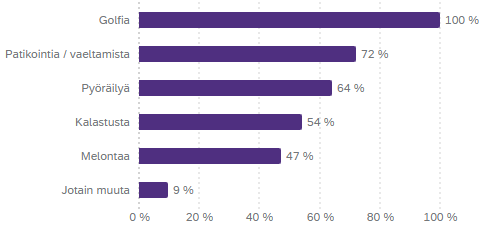 Golfia 100 %
Patikointia / vaeltamista 72 %
Pyöräilyä 64 %
Kalastusta 54 %
Melontaa 47 %
Jotain muuta 9 %
0 % 20 % 40 % 60 % 80 % 100 %